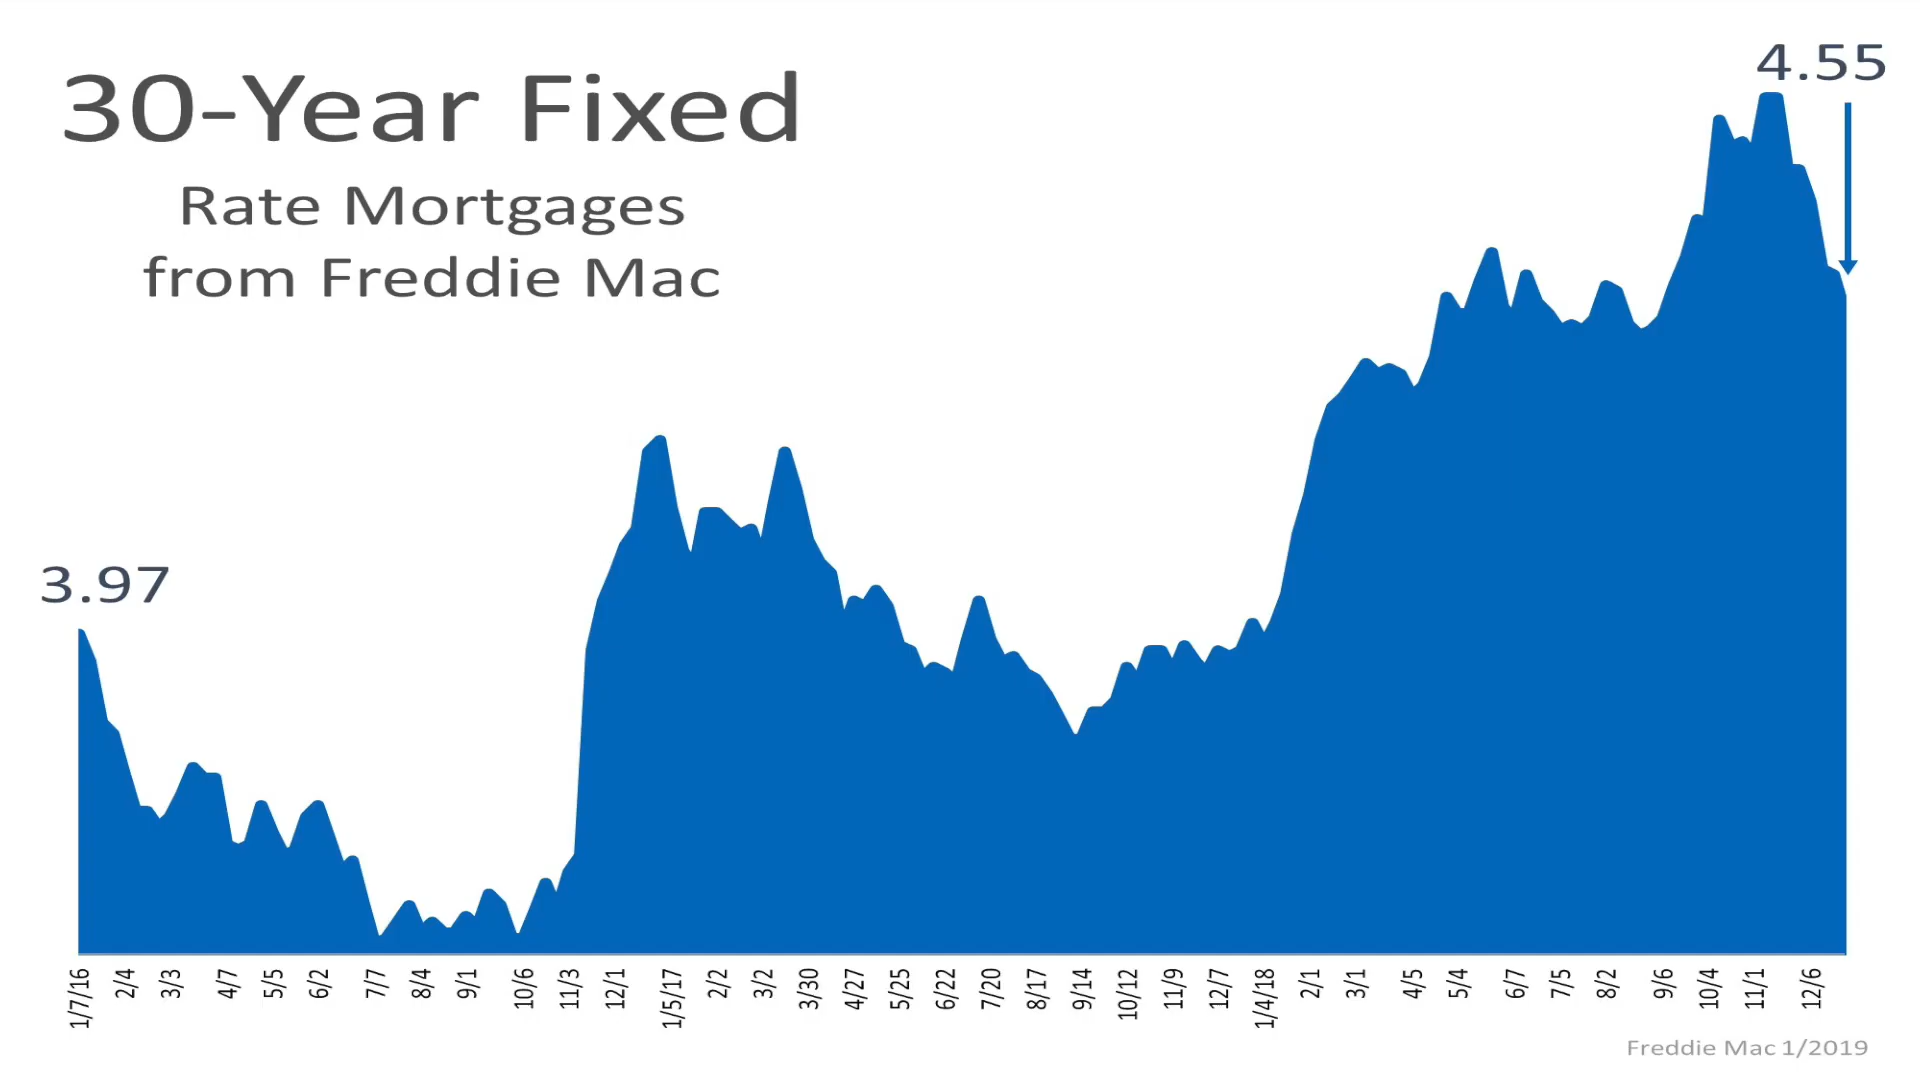 4.55
30-Year Fixed
Rate Mortgages
from Freddie Mac
3.97
1/7/16 2/4 3/3 4/7 5/5 6/2 7/7 8/4 9/1 10/6 11/3 12/1 1/5/17 2/2 3/2 3/30 4/27 5/25 6/22 7/20 8/17 9/14 10/12 11/9 12/7 1/4/18 2/1 3/1 4/5 5/4 6/7 7/5 8/2 9/6 10/4 11/1 12/6
Freddie Mac 1/2019